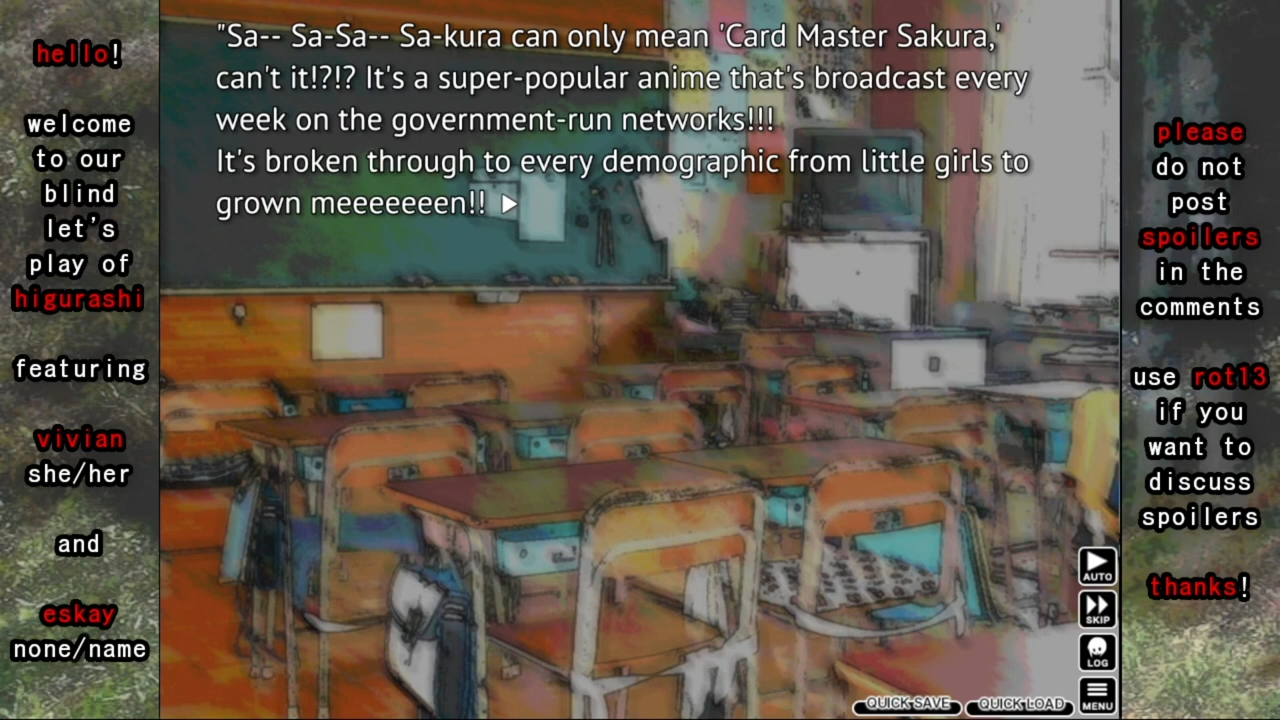 hello!
welcome
to our
blind
let's
play of
higurashi
featuring
vivian
she/her
and
eskay
none/name
"Sa-- Sa-Sa-- Sa-kura can only mean 'Card Master Sakura,'
can't it!?!? It's a super-popular anime that's broadcast every
week on the government-run networks!!!
It's broken through to every demographic from little girls to
grown meeeeeeen!!
please
do not
post
spoilers
in the
comments
use rot13
if you
want to
discuss
spoilers
thanks!
AUTO
SKIP
LOG
MENU
QUICK SAVE
QUICK LOAD